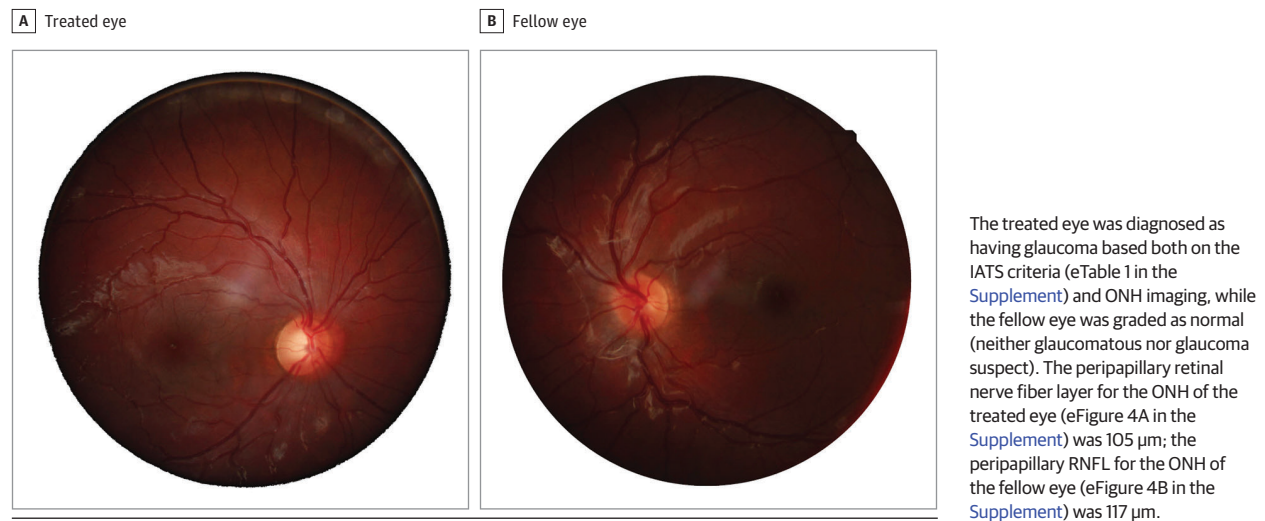 A Treated eye
B Fellow eye
The treated eye was diagnosed as
having glaucoma based both on the
IATS criteria (eTable 1 in the
Supplement) and ONH imaging, while
the fellow eye was graded as normal
(neither glaucomatous nor glaucoma
suspect). The peripapillary retinal
nerve fiber layer for the ONH of the
treated eye (eFigure 4A in the
Supplement) was 105 μm; the
peripapillary RNFL for the ONH of
the fellow eye (eFigure 4B in the
Supplement) was 117 μm.